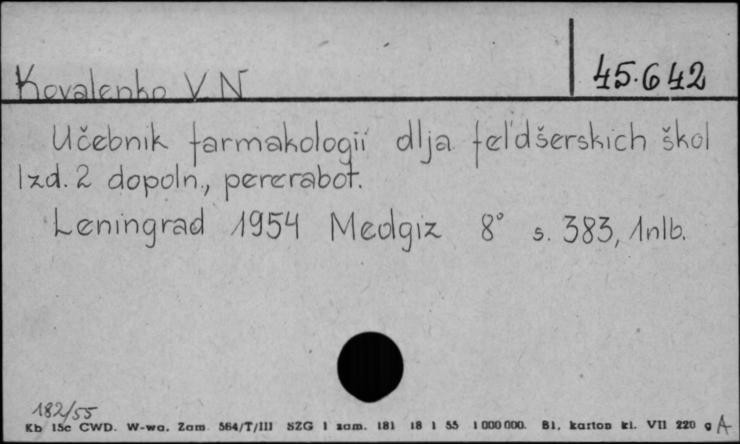 45.642
Kovalenko V N
Učebnik farmakologii dlja fel'dšerskich škol
Izd. 2 dopoln., pererabot.
Leningrad 1954 Medgiz 8° s. 383, 1nlb.
182/55
Kb 15c CWD. W-wa. Zam. 564/T/III SZG 1 zam. 181 18 1 55 1 000 000. Bl. karton kl. VII 220 g A